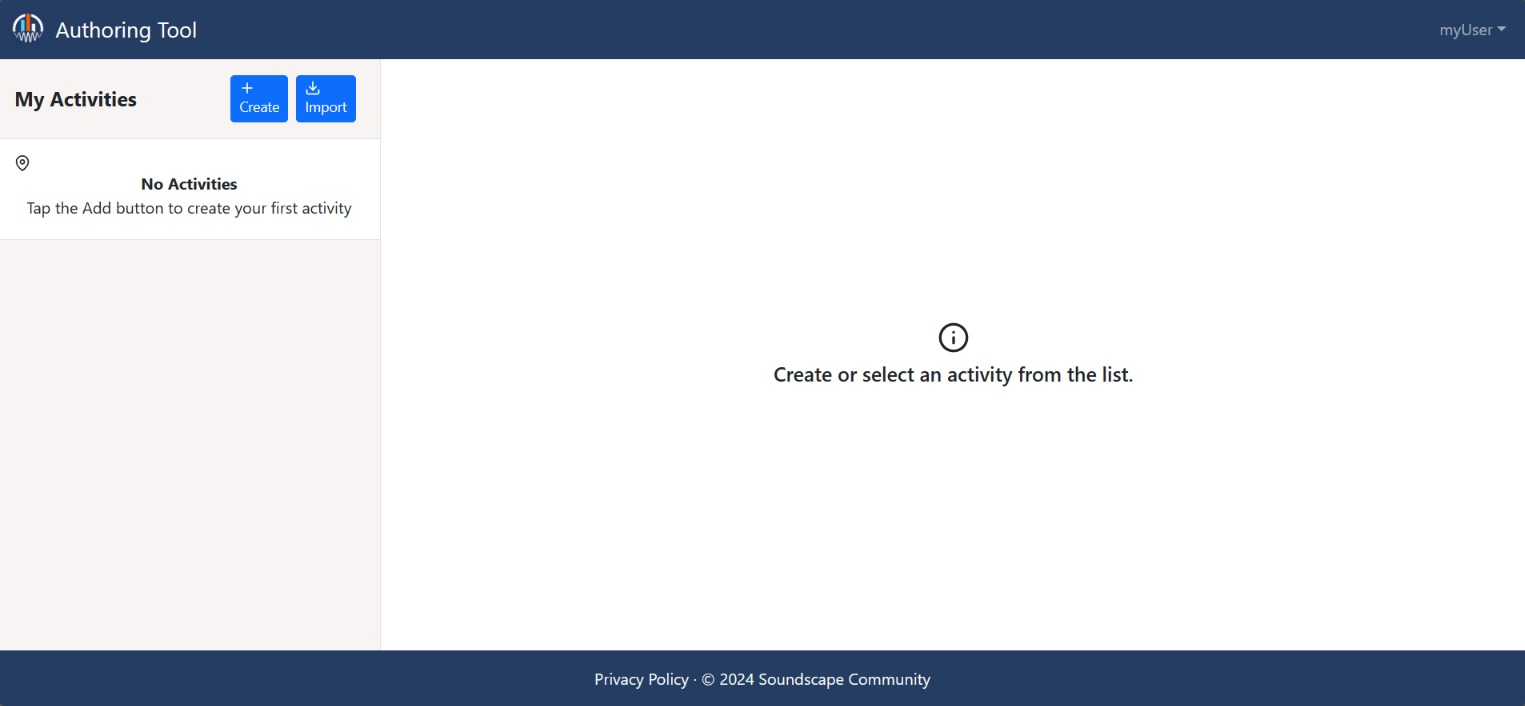 Authoring Tool
myUser
My Activities
Create
Import
No Activities
Tap the Add button to create your first activity
Create or select an activity from the list.
Privacy Policy · © 2024 Soundscape Community